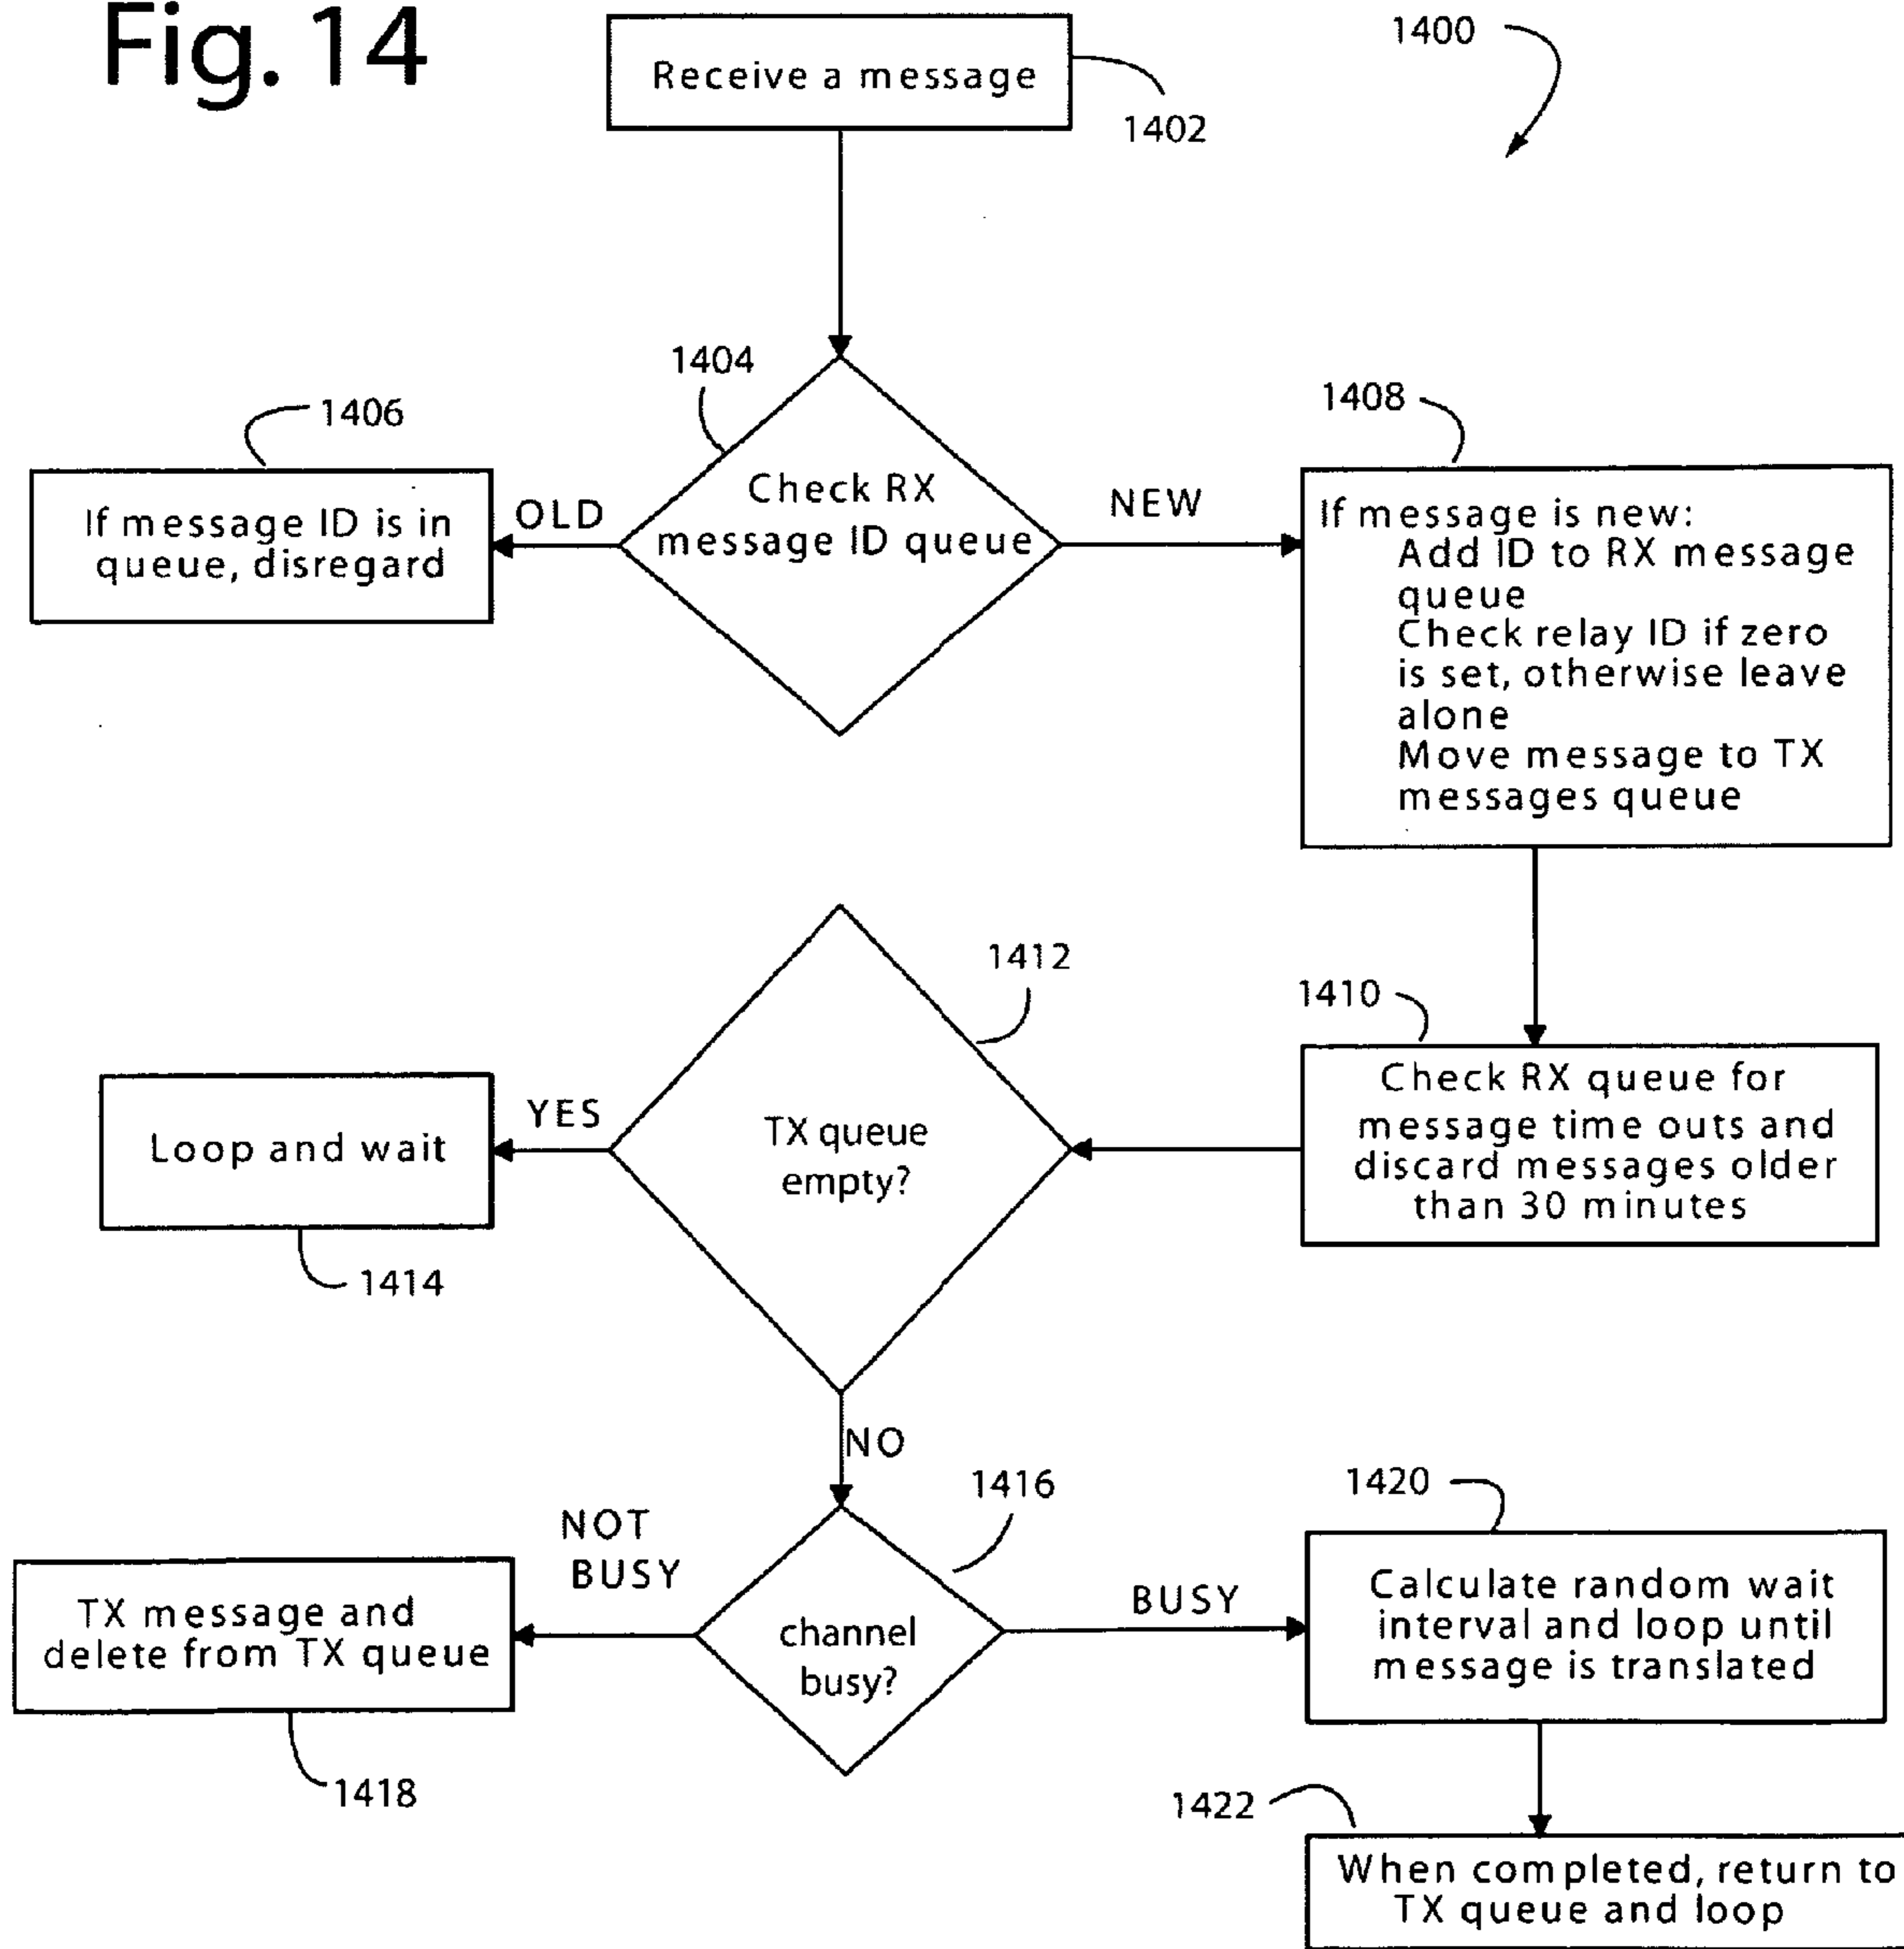 Fig. 14
1400
Receive a message
1402
1404
1406
1408
Check RX
message ID queue
OLD
NEW
If message ID is in
queue, disregard
If message is new:
Add ID to RX message
queue
Check relay ID if zero
is set, otherwise leave
alone
Move message to TX
messages queue
1412
1410
Check RX queue for
message time outs and
discard messages older
than 30 minutes
TX queue
empty?
YES
Loop and wait
1414
NO
1416
1420
NOT
BUSY
channel
busy?
BUSY
TX message and
delete from TX queue
Calculate random wait
interval and loop until
message is translated
1418
1422
When completed, return to
TX queue and loop